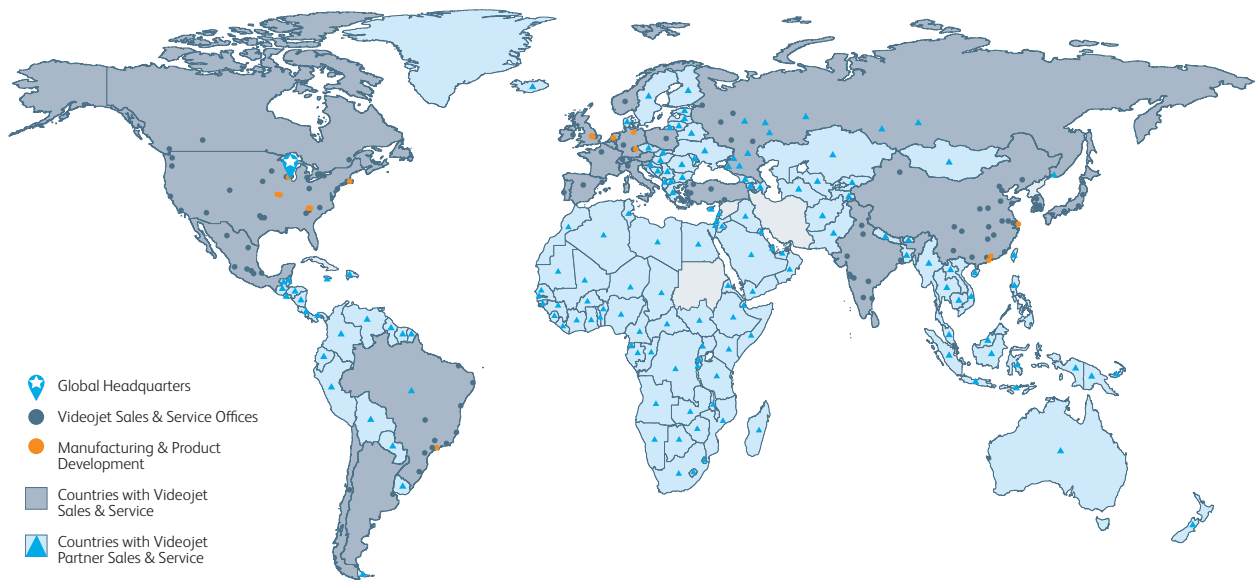 Global Headquarters
Videojet Sales & Service Offices
Manufacturing & Product
Development
Countries with Videojet
Sales & Service
Countries with Videojet
Partner Sales & Service